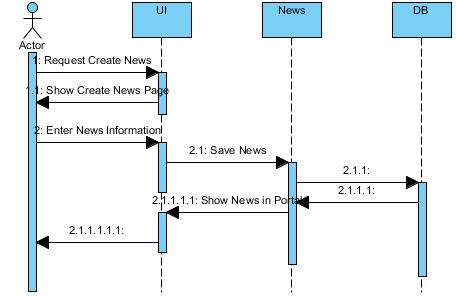 UI
News
DB
Actor
1: Request Create News
1.1: Show Create News Page
2: Enter News Information
2.1: Save News
2.1.1:
2.1.1.1:
2.1.1.1.1: Show News in Portal
2.1.1.1.1.1: